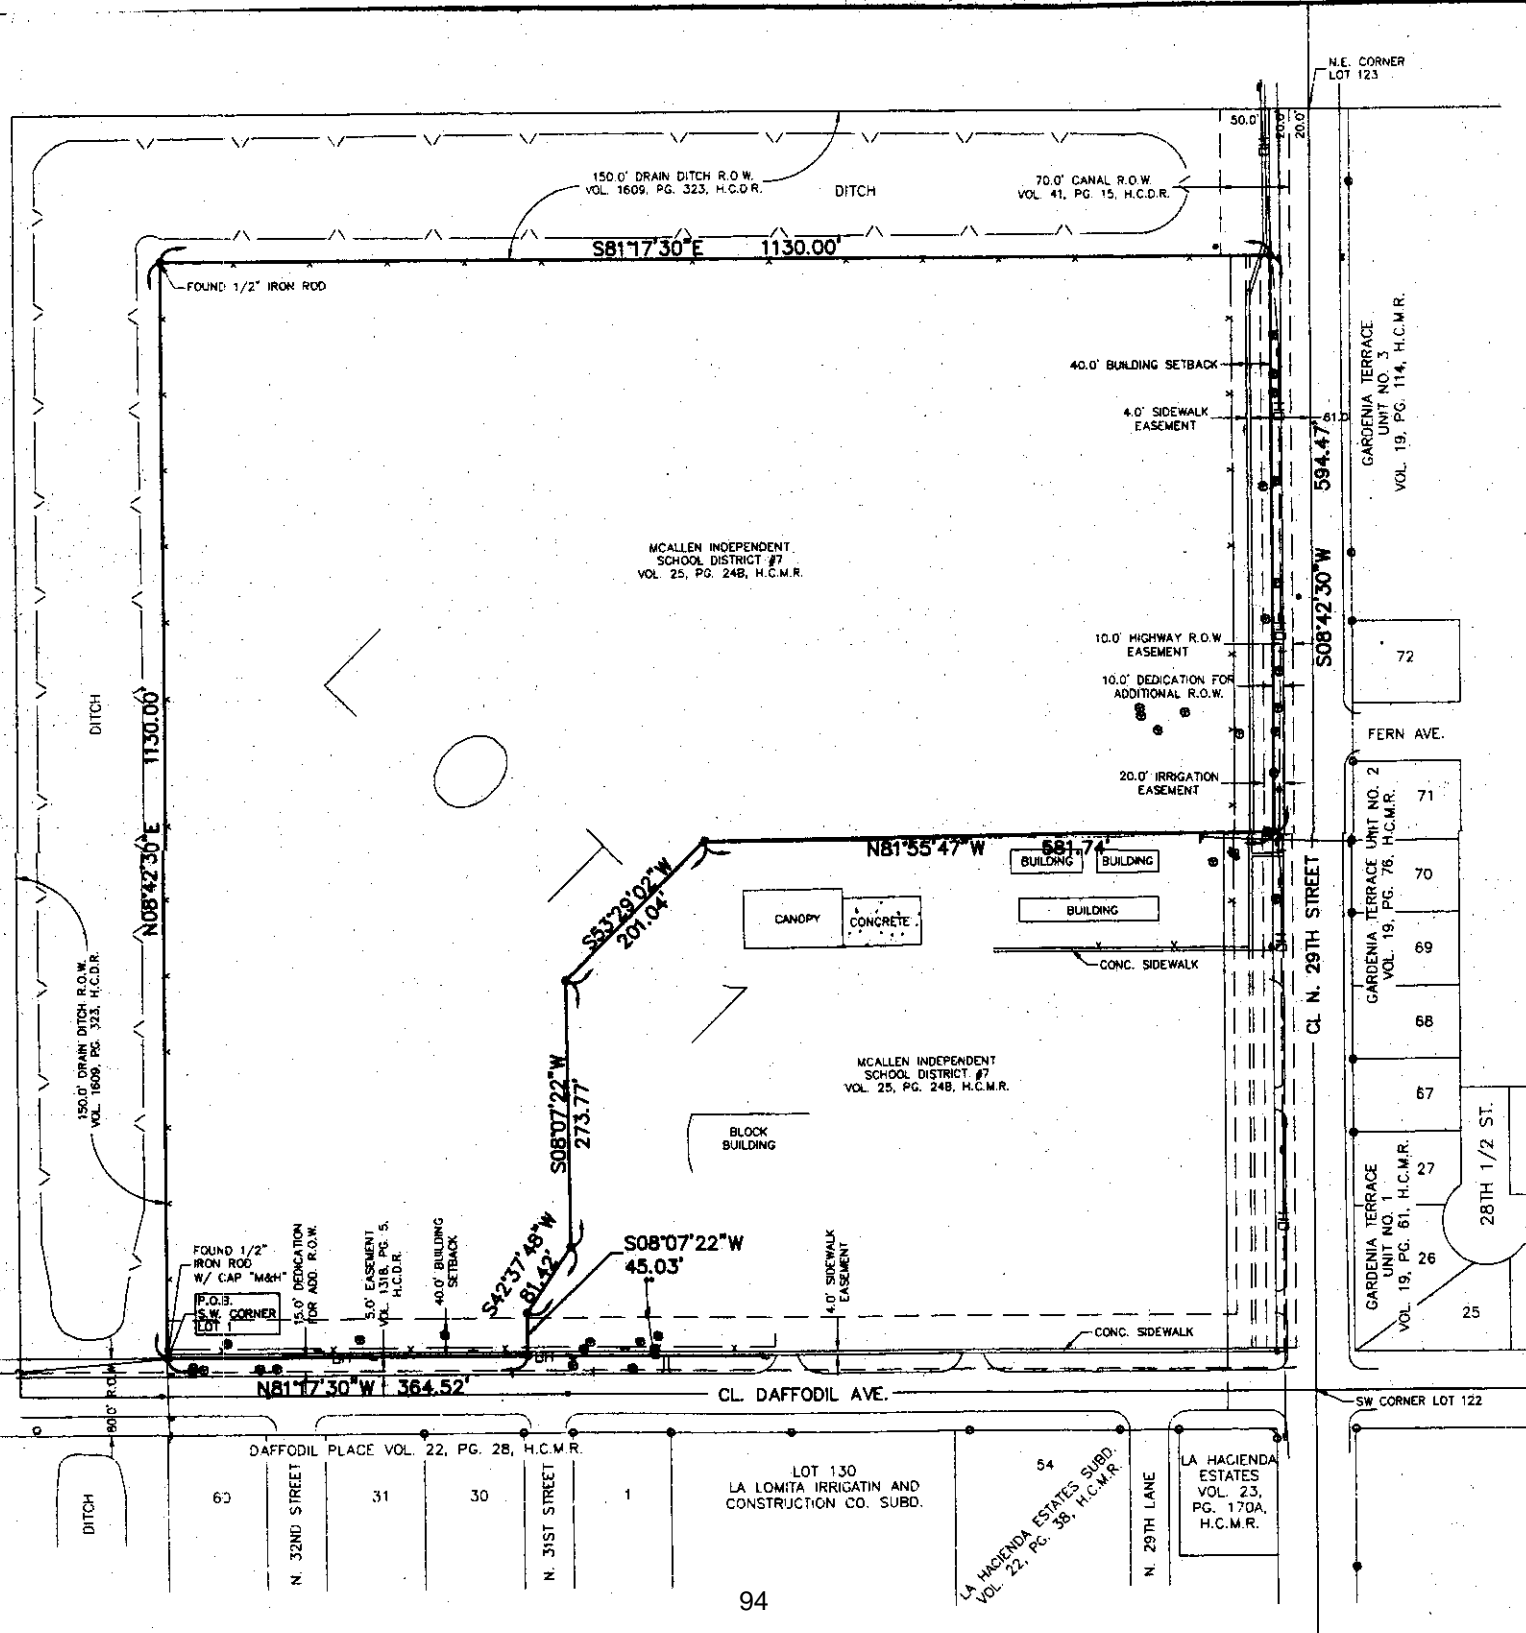 N.E. CORNER
LOT 123
50.0'
20.0'
20.0'
150.0' DRAIN DITCH R.O.W.
VOL. 1609, PG. 323, H.C.D.R.
DITCH
70.0' CANAL R.O.W.
VOL. 41, PG. 15, H.C.D.R.
S81°17'30"E 1130.00'
FOUND 1/2" IRON ROD
40.0' BUILDING SETBACK
4.0' SIDEWALK
EASEMENT
61.0
594.47'
S08°42'30"W
GARDENIA TERRACE
UNIT NO. 3
VOL. 19, PG. 114, H.C.M.R.
MCALLEN INDEPENDENT
SCHOOL DISTRICT #7
VOL. 25, PG. 24B, H.C.M.R.
10.0' HIGHWAY R.O.W
EASEMENT
10.0' DEDICATION FOR
ADDITIONAL R.O.W.
72
FERN AVE.
DITCH
N08°42'30"E 1130.00'
20.0' IRRIGATION
EASEMENT
71
70
69
68
67
GARDENIA TERRACE UNIT NO. 2
VOL. 19, PG. 76, H.C.M.R.
N81°55'47"W 581.74'
BUILDING
BUILDING
BUILDING
CANOPY
CONCRETE
CONC. SIDEWALK
S53°29'02"W
201.04'
CL N. 29TH STREET
150.0' DRAIN DITCH R.O.W.
VOL. 1609, PG. 323, H.C.D.R.
S08°07'22"W
273.77'
MCALLEN INDEPENDENT
SCHOOL DISTRICT #7
VOL. 25, PG. 24B, H.C.M.R.
BLOCK
BUILDING
27
26
25
28TH 1/2 ST.
GARDENIA TERRACE
UNIT NO. 1
VOL. 19, PG. 61, H.C.M.R.
FOUND 1/2"
IRON ROD
W/ CAP "M&H"
P.O.B.
S.W. CORNER
LOT 1
15.0' DEDICATION
FOR ADD. R.O.W.
5.0' EASEMENT
VOL. 1318, PG. 5,
H.C.D.R.
40.0' BUILDING
SETBACK
S42°37'48"W
81.42'
S08°07'22"W
45.03'
4.0' SIDEWALK
EASEMENT
CONC. SIDEWALK
N81°17'30"W 364.52'
CL. DAFFODIL AVE.
SW CORNER LOT 122
80.0' R.O.W.
DAFFODIL PLACE VOL. 22, PG. 28, H.C.M.R.
DITCH
N. 32ND STREET
31
30
N. 31ST STREET
1
LOT 130
LA LOMITA IRRIGATIN AND
CONSTRUCTION CO. SUBD.
54
LA HACIENDA ESTATES SUBD.
VOL. 22, PG. 38, H.C.M.R.
N. 29TH LANE
LA HACIENDA
ESTATES
VOL. 23,
PG. 170A,
H.C.M.R.
94